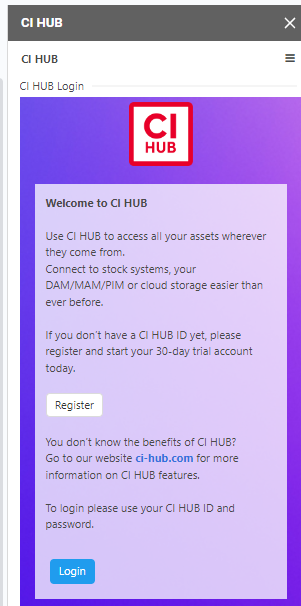 CI HUB
CI HUB
CI HUB Login
CI
HUB
Welcome to CI HUB
Use CI HUB to access all your assets wherever
they come from.
Connect to stock systems, your
DAM/MAM/PIM or cloud storage easier than
ever before.
If you don't have a CI HUB ID yet, please
register and start your 30-day trial account
today.
Register
You don't know the benefits of CI HUB?
Go to our website ci-hub.com for more
information on CI HUB features.
To login please use your CI HUB ID and
password.
Login